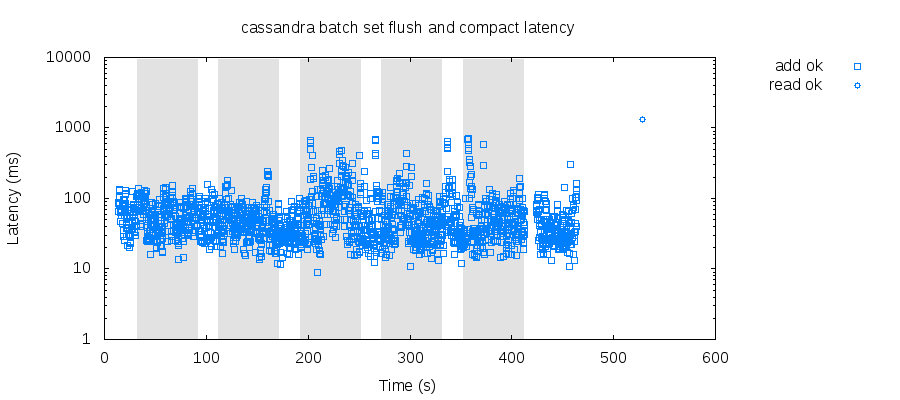 cassandra batch set flush and compact latency
10000
1000
100
10
1
Latency (ms)
0 100 200 300 400 500 600
Time (s)
add ok
read ok